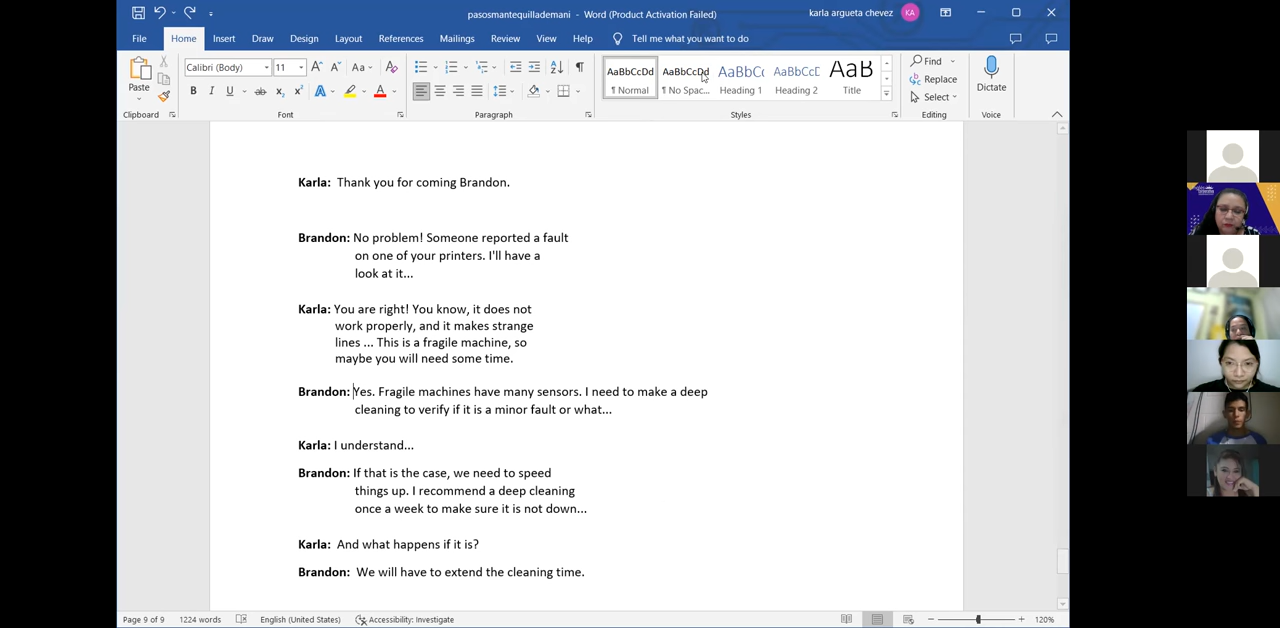 pasosmantequillademani - Word (Product Activation Failed)
karla argueta chevez
KA
File Home Insert Draw Design Layout References Mailings Review View Help Tell me what you want to do
Paste
Clipboard
Calibri (Body) 11
Font
Paragraph
AaBbCcDd AaBbCcDd AaBbCc AaBbCcD AaB
¶ Normal ¶ No Spac... Heading 1 Heading 2 Title
Styles
Find
Replace
Select
Editing
Dictate
Voice
Karla: Thank you for coming Brandon.
Brandon: No problem! Someone reported a fault
on one of your printers. I'll have a
look at it...
Karla: You are right! You know, it does not
work properly, and it makes strange
lines ... This is a fragile machine, so
maybe you will need some time.
Brandon: Yes. Fragile machines have many sensors. I need to make a deep
cleaning to verify if it is a minor fault or what...
Karla: I understand...
Brandon: If that is the case, we need to speed
things up. I recommend a deep cleaning
once a week to make sure it is not down...
Karla: And what happens if it is?
Brandon: We will have to extend the cleaning time.
Page 9 of 9 1224 words English (United States) Accessibility: Investigate 120%